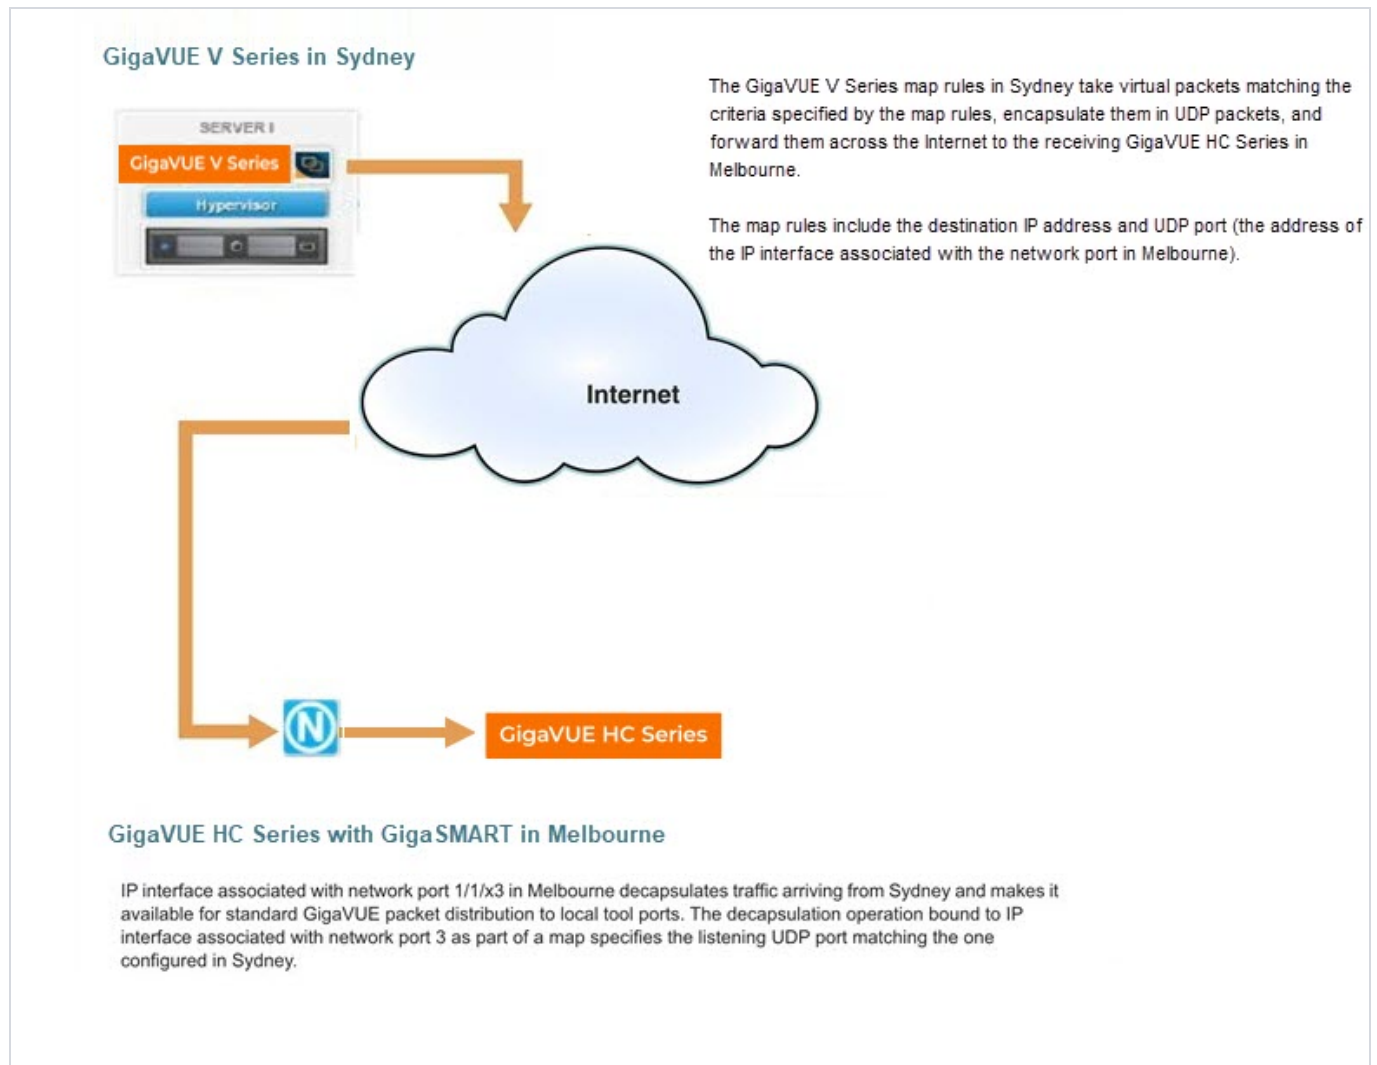 GigaVUE V Series in Sydney
The GigaVUE V Series map rules in Sydney take virtual packets matching the
criteria specified by the map rules, encapsulate them in UDP packets, and
forward them across the Internet to the receiving GigaVUE HC Series in
Melbourne.
The map rules include the destination IP address and UDP port (the address of
the IP interface associated with the network port in Melbourne).
SERVER I
GigaVUE V Series
Hypervisor
Internet
N
GigaVUE HC Series
GigaVUE HC Series with GigaSMART in Melbourne
IP interface associated with network port 1/1/x3 in Melbourne decapsulates traffic arriving from Sydney and makes it
available for standard GigaVUE packet distribution to local tool ports. The decapsulation operation bound to IP
interface associated with network port 3 as part of a map specifies the listening UDP port matching the one
configured in Sydney.